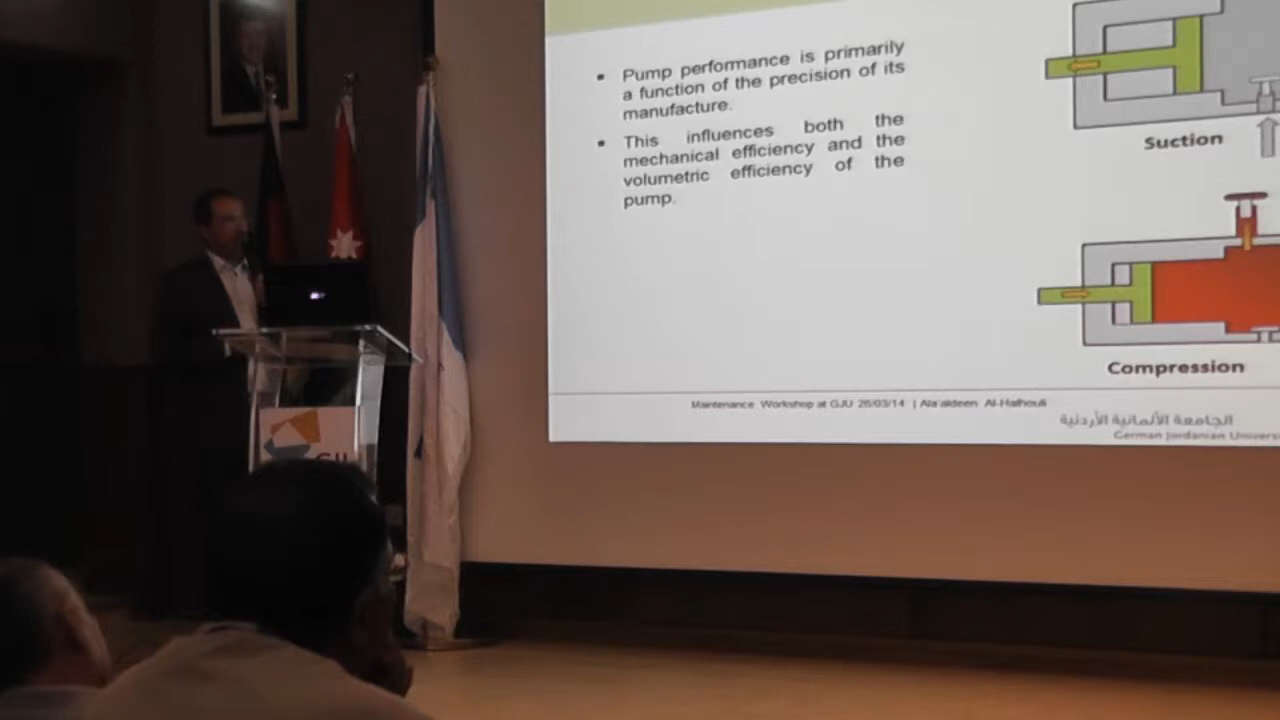 Pump performance is primarily
a function of the precision of its
manufacture.
This influences both the
mechanical efficiency and the
volumetric efficiency of the
pump.
Suction
Compression
Maintenance Workshop at GJU 26/03/14 | Ala'aldeen Al-Halhouli
الجامعة الألمانية الأردنية
German Jordanian